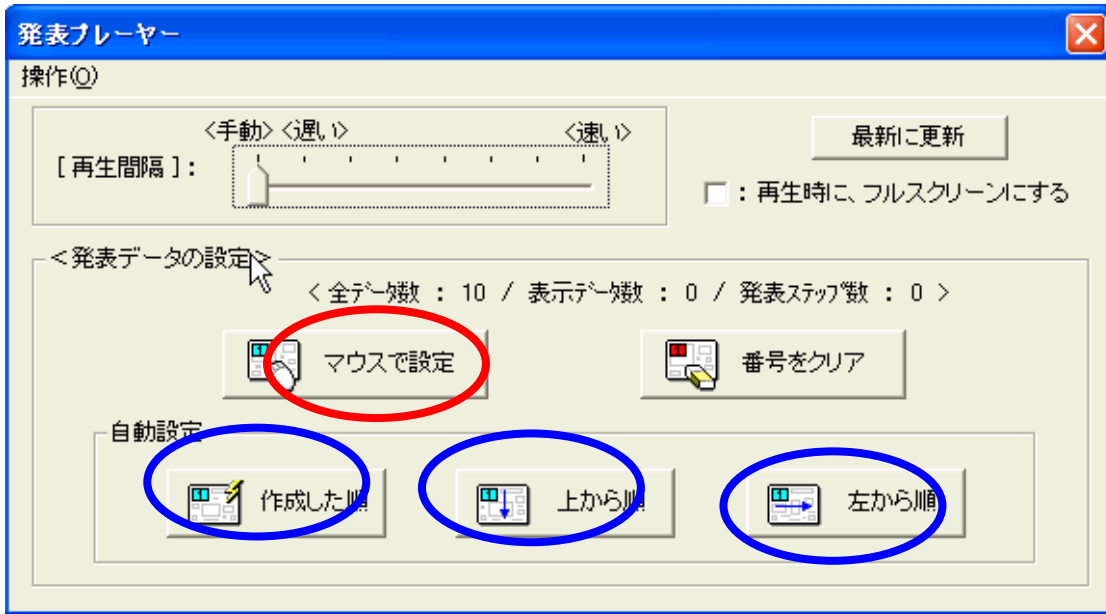 発表プレーヤー
操作(O)
<手動> <遅い> <速い>
[ 再生間隔 ] :
最新に更新
: 再生時に、フルスクリーンにする
<発表データの設定>
< 全データ数 : 10 / 表示データ数 : 0 / 発表ステップ数 : 0 >
1 マウスで設定
1 番号をクリア
自動設定
1 作成した順
1 上から順
1 左から順